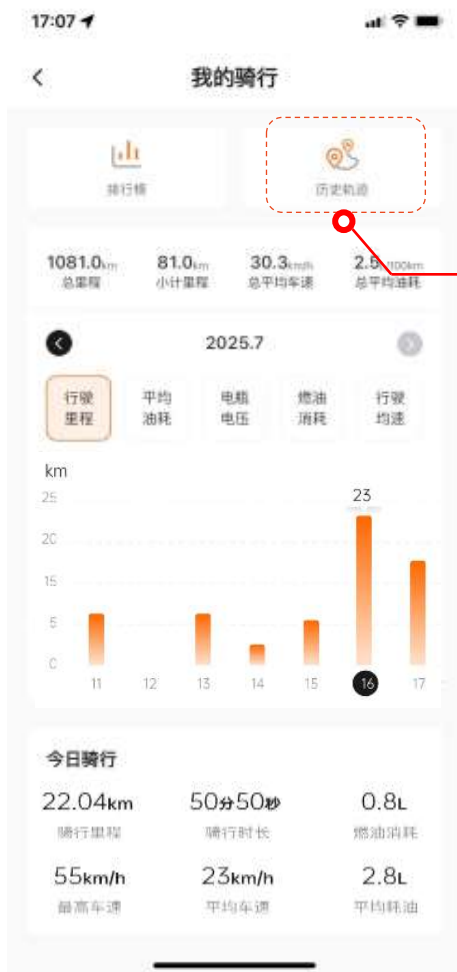 17:07
我的骑行
排行榜
历史轨迹
1081.0km 81.0km 30.3km/h 2.5L/100km
总里程 小计里程 总平均车速 总平均油耗
2025.7
行驶里程 平均油耗 电瓶电压 燃油消耗 行驶均速
km
25
23
20
15
5
0
11 12 13 14 15 16 17
今日骑行
22.04km 50分50秒 0.8L
骑行里程 骑行时长 燃油消耗
55km/h 23km/h 2.8L
最高车速 平均车速 平均耗油